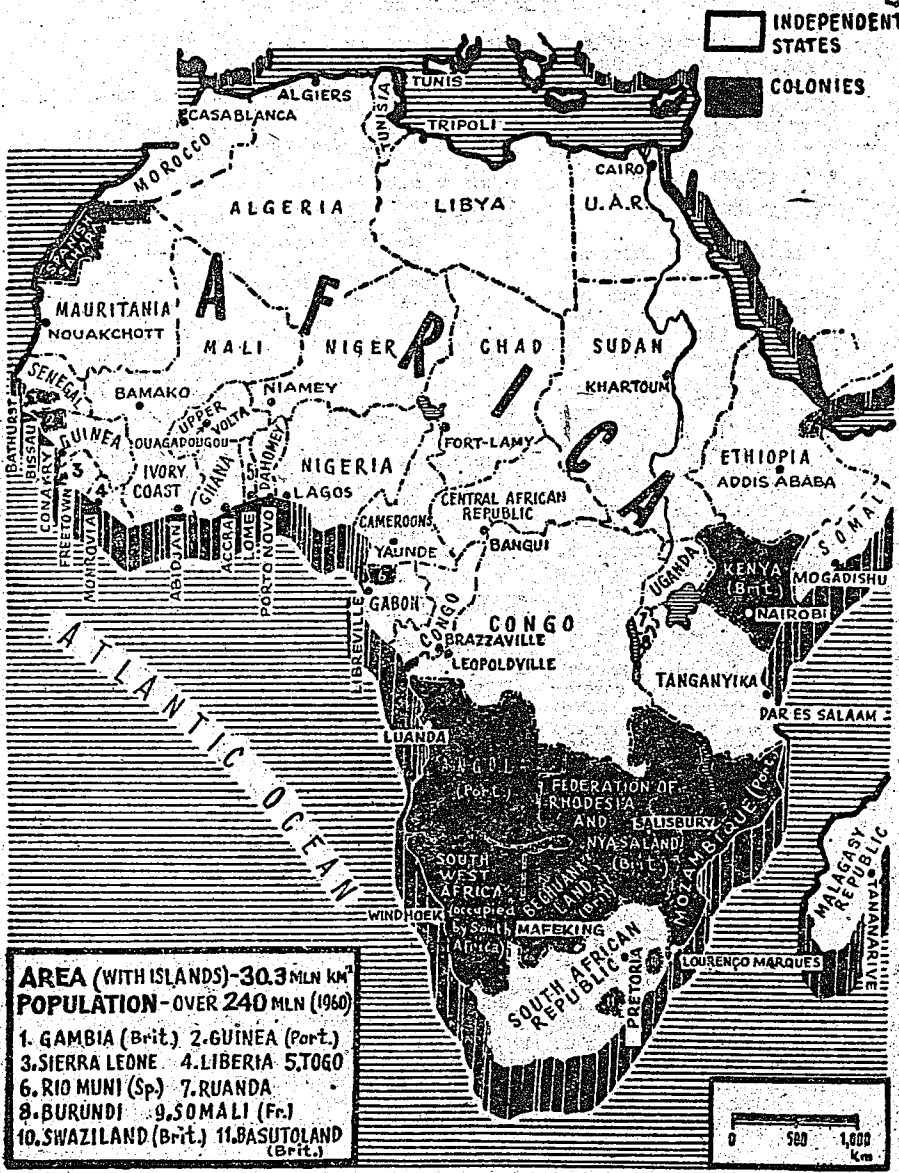 INDEPENDENT
STATES
COLONIES
TUNIS
ALGIERS
CASABLANCA
TUNISIA
TRIPOLI
MOROCCO
CAIRO
ALGERIA
LIBYA
U.A.R.
SPANISH
SAHARA
AFRICA
MAURITANIA
NOUAKCHOTT
MALI
NIGER
CHAD
SUDAN
KHARTOUM
SENEGAL
BAMAKO
NIAMEY
UPPER
VOLTA
BATHURST
BISSAU
GUINEA
OUAGADOUGOU
DAHOMEY
FORT-LAMY
ETHIOPIA
ADDIS ABABA
3
4
IVORY
COAST
GHANA
5
NIGERIA
LAGOS
CENTRAL AFRICAN
REPUBLIC
CONAKRY
FREETOWN
MONROVIA
ABIDJAN
ACCRA
LOME
PORTO NOVO
CAMEROONS
YAUNDE
BANGUI
SOMALI
UGANDA
KENYA
(Brit.)
MOGADISHU
6
LIBREVILLE
GABON
CONGO
CONGO
BRAZZAVILLE
LEOPOLDVILLE
7
NAIROBI
ATLANTIC OCEAN
TANGANYIKA
DAR ES SALAAM
LUANDA
(Port.)
FEDERATION OF
RHODESIA
AND
SALISBURY
NYASALAND
(Brit.)
MOZAMBIQUE (Port.)
SOUTH
WEST
AFRICA
(occupied
by South
Africa)
WINDHOEK
MAFEKING
MALAGASY
REPUBLIC
TANANARIVE
SOUTH AFRICAN
REPUBLIC
PRETORIA
LOURENÇO MARQUES
AREA (WITH ISLANDS)-30.3 MLN KM²
POPULATION - OVER 240 MLN (1960)
1. GAMBIA (Brit.) 2. GUINEA (Port.)
3. SIERRA LEONE 4. LIBERIA 5. TOGO
6. RIO MUNI (Sp.) 7. RUANDA
8. BURUNDI 9. SOMALI (Fr.)
10. SWAZILAND (Brit.) 11. BASUTOLAND
(Brit.)
0 500 1,000
km